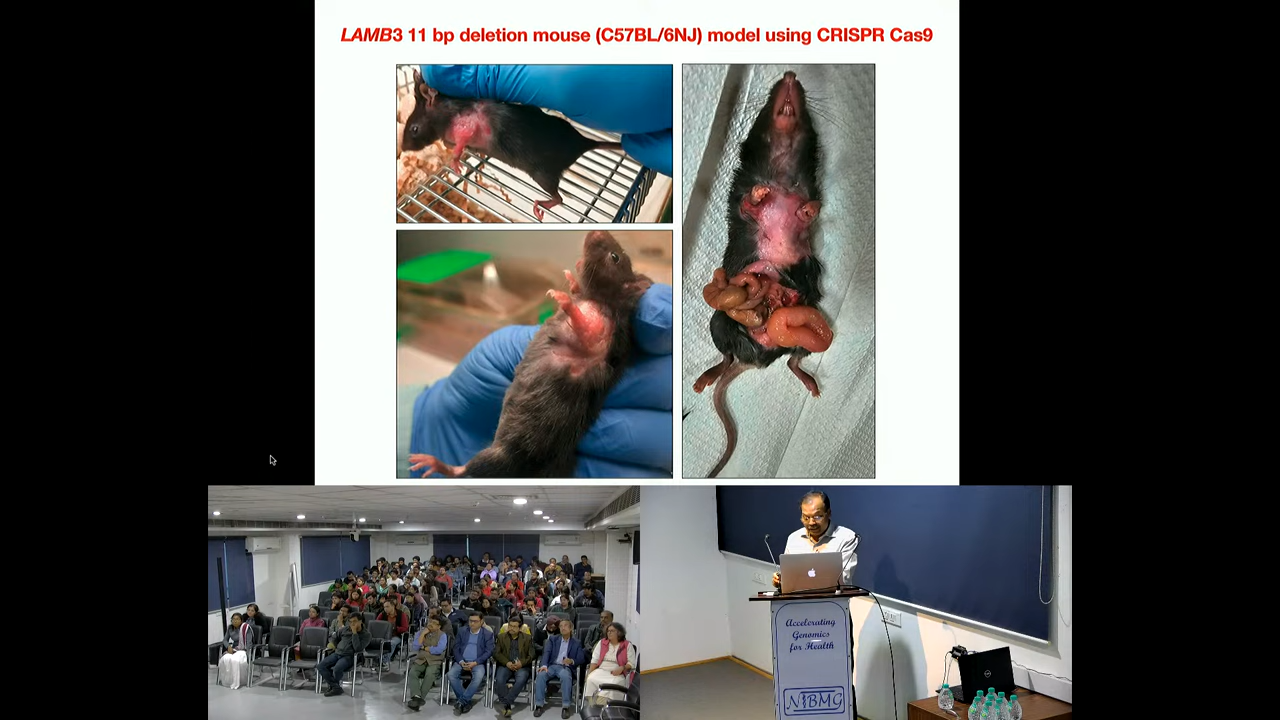 LAMB3 11 bp deletion mouse (C57BL/6NJ) model using CRISPR Cas9
Accelerating
Genomics
for Health
NIBMG